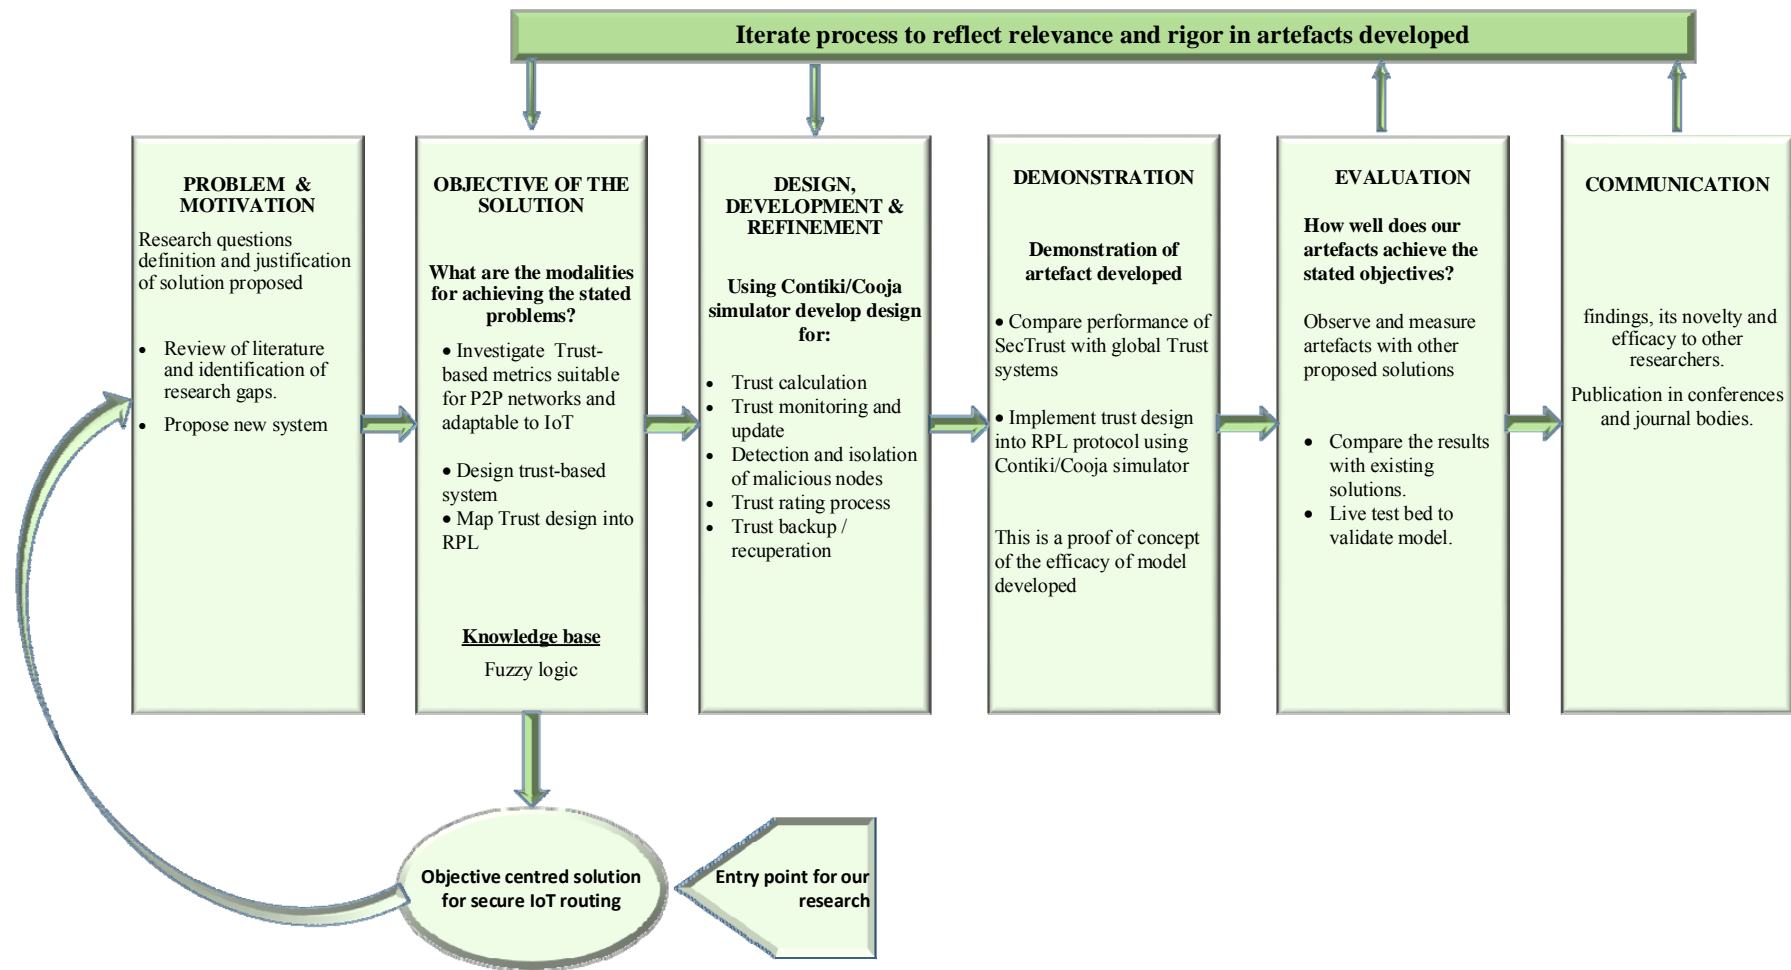 Iterate process to reflect relevance and rigor in artefacts developed
PROBLEM &
MOTIVATION
Research questions
definition and justification
of solution proposed
• Review of literature
and identification of
research gaps.
• Propose new system
OBJECTIVE OF THE
SOLUTION
What are the modalities
for achieving the stated
problems?
• Investigate Trust-
based metrics suitable
for P2P networks and
adaptable to IoT
• Design trust-based
system
• Map Trust design into
RPL
Knowledge base
Fuzzy logic
DESIGN,
DEVELOPMENT &
REFINEMENT
Using Contiki/Cooja
simulator develop design
for:
• Trust calculation
• Trust monitoring and
update
• Detection and isolation
of malicious nodes
• Trust rating process
• Trust backup /
recuperation
DEMONSTRATION
Demonstration of
artefact developed
• Compare performance of
SecTrust with global Trust
systems
• Implement trust design
into RPL protocol using
Contiki/Cooja simulator
This is a proof of concept
of the efficacy of model
developed
EVALUATION
How well does our
artefacts achieve the
stated objectives?
Observe and measure
artefacts with other
proposed solutions
• Compare the results
with existing
solutions.
• Live test bed to
validate model.
COMMUNICATION
findings, its novelty and
efficacy to other
researchers.
Publication in conferences
and journal bodies.
Objective centred solution
for secure IoT routing
Entry point for our
research